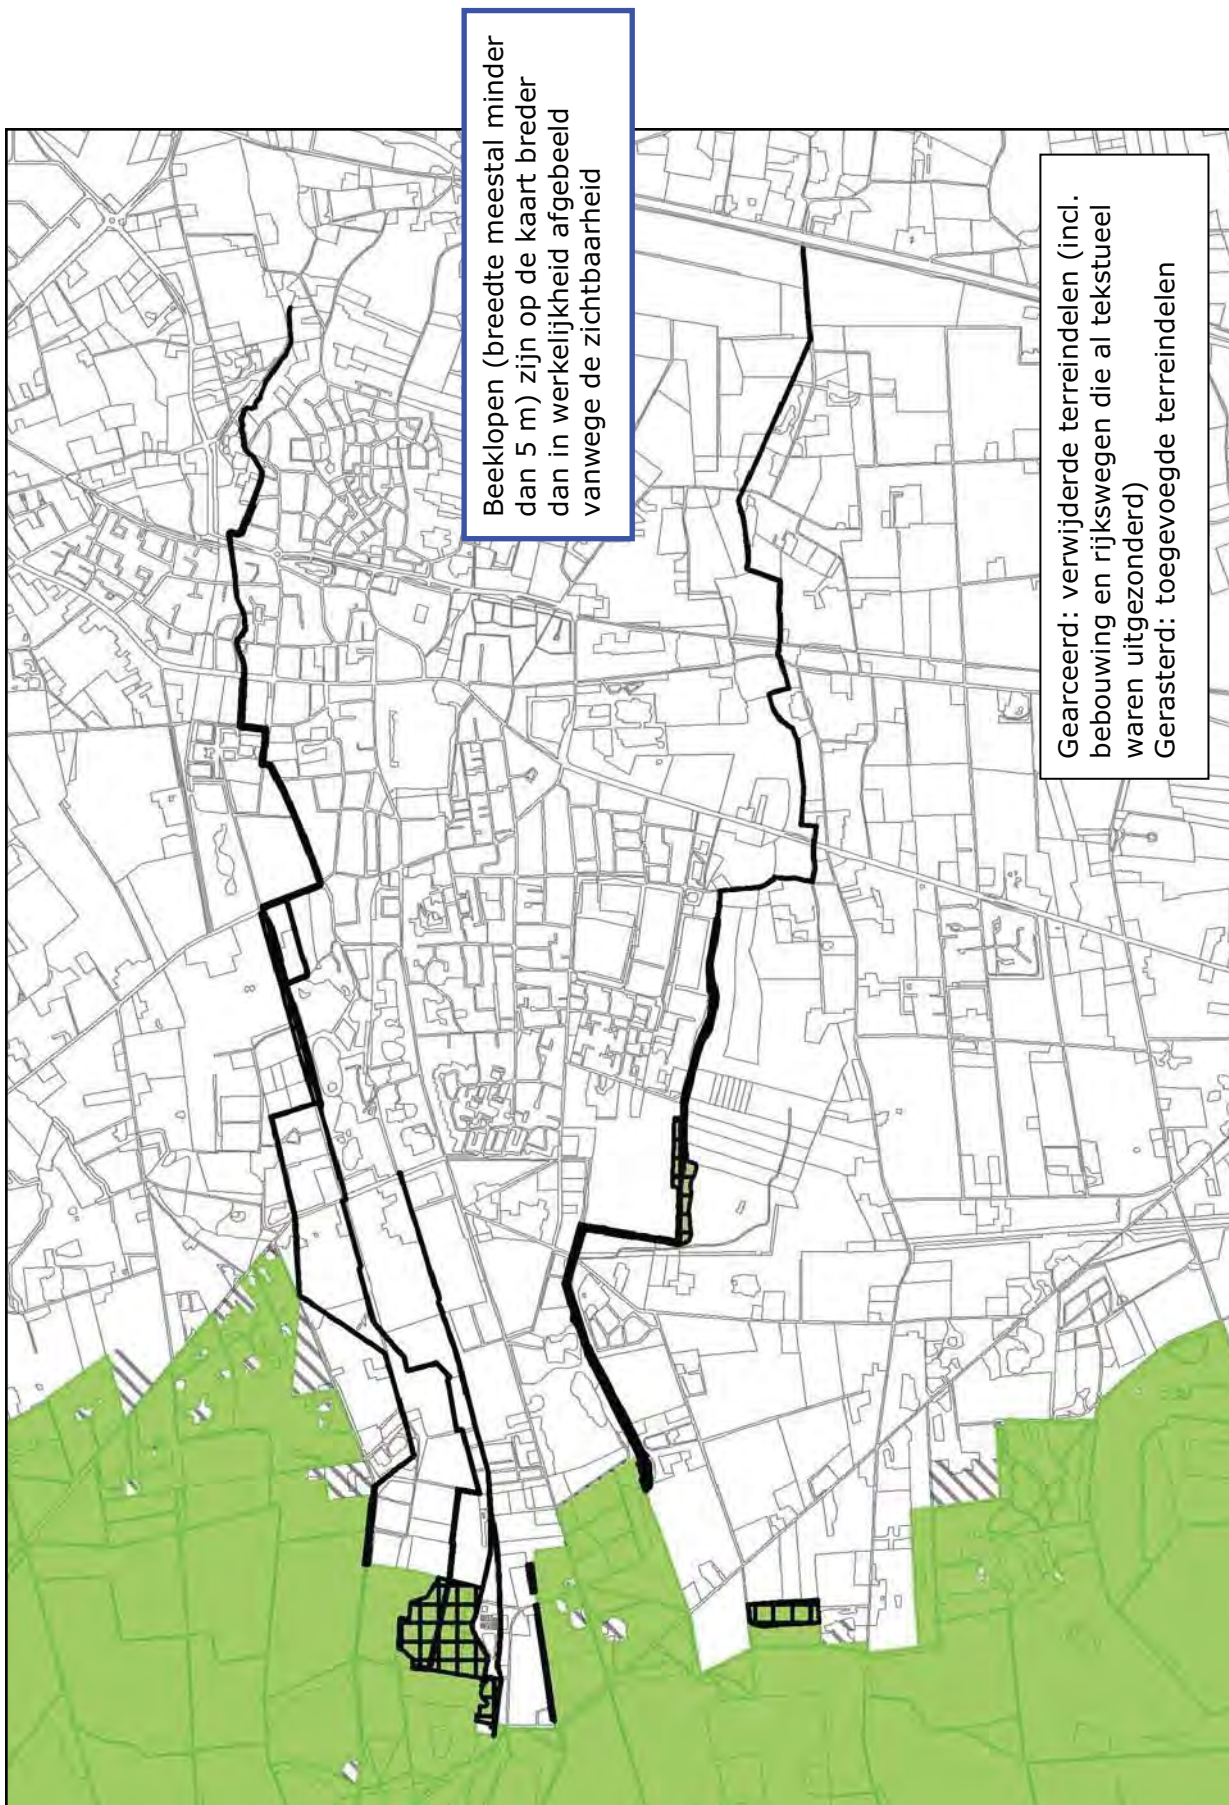 Beeklopen (breedte meestal minder
dan 5 m) zijn op de kaart breder
dan in werkelijkheid afgebeeld
vanwege de zichtbaarheid
Gearceerd: verwijderde terreindelen (incl.
bebouwing en rijkswegen die al tekstueel
waren uitgezonderd)
Gerasterd: toegevoegde terreindelen